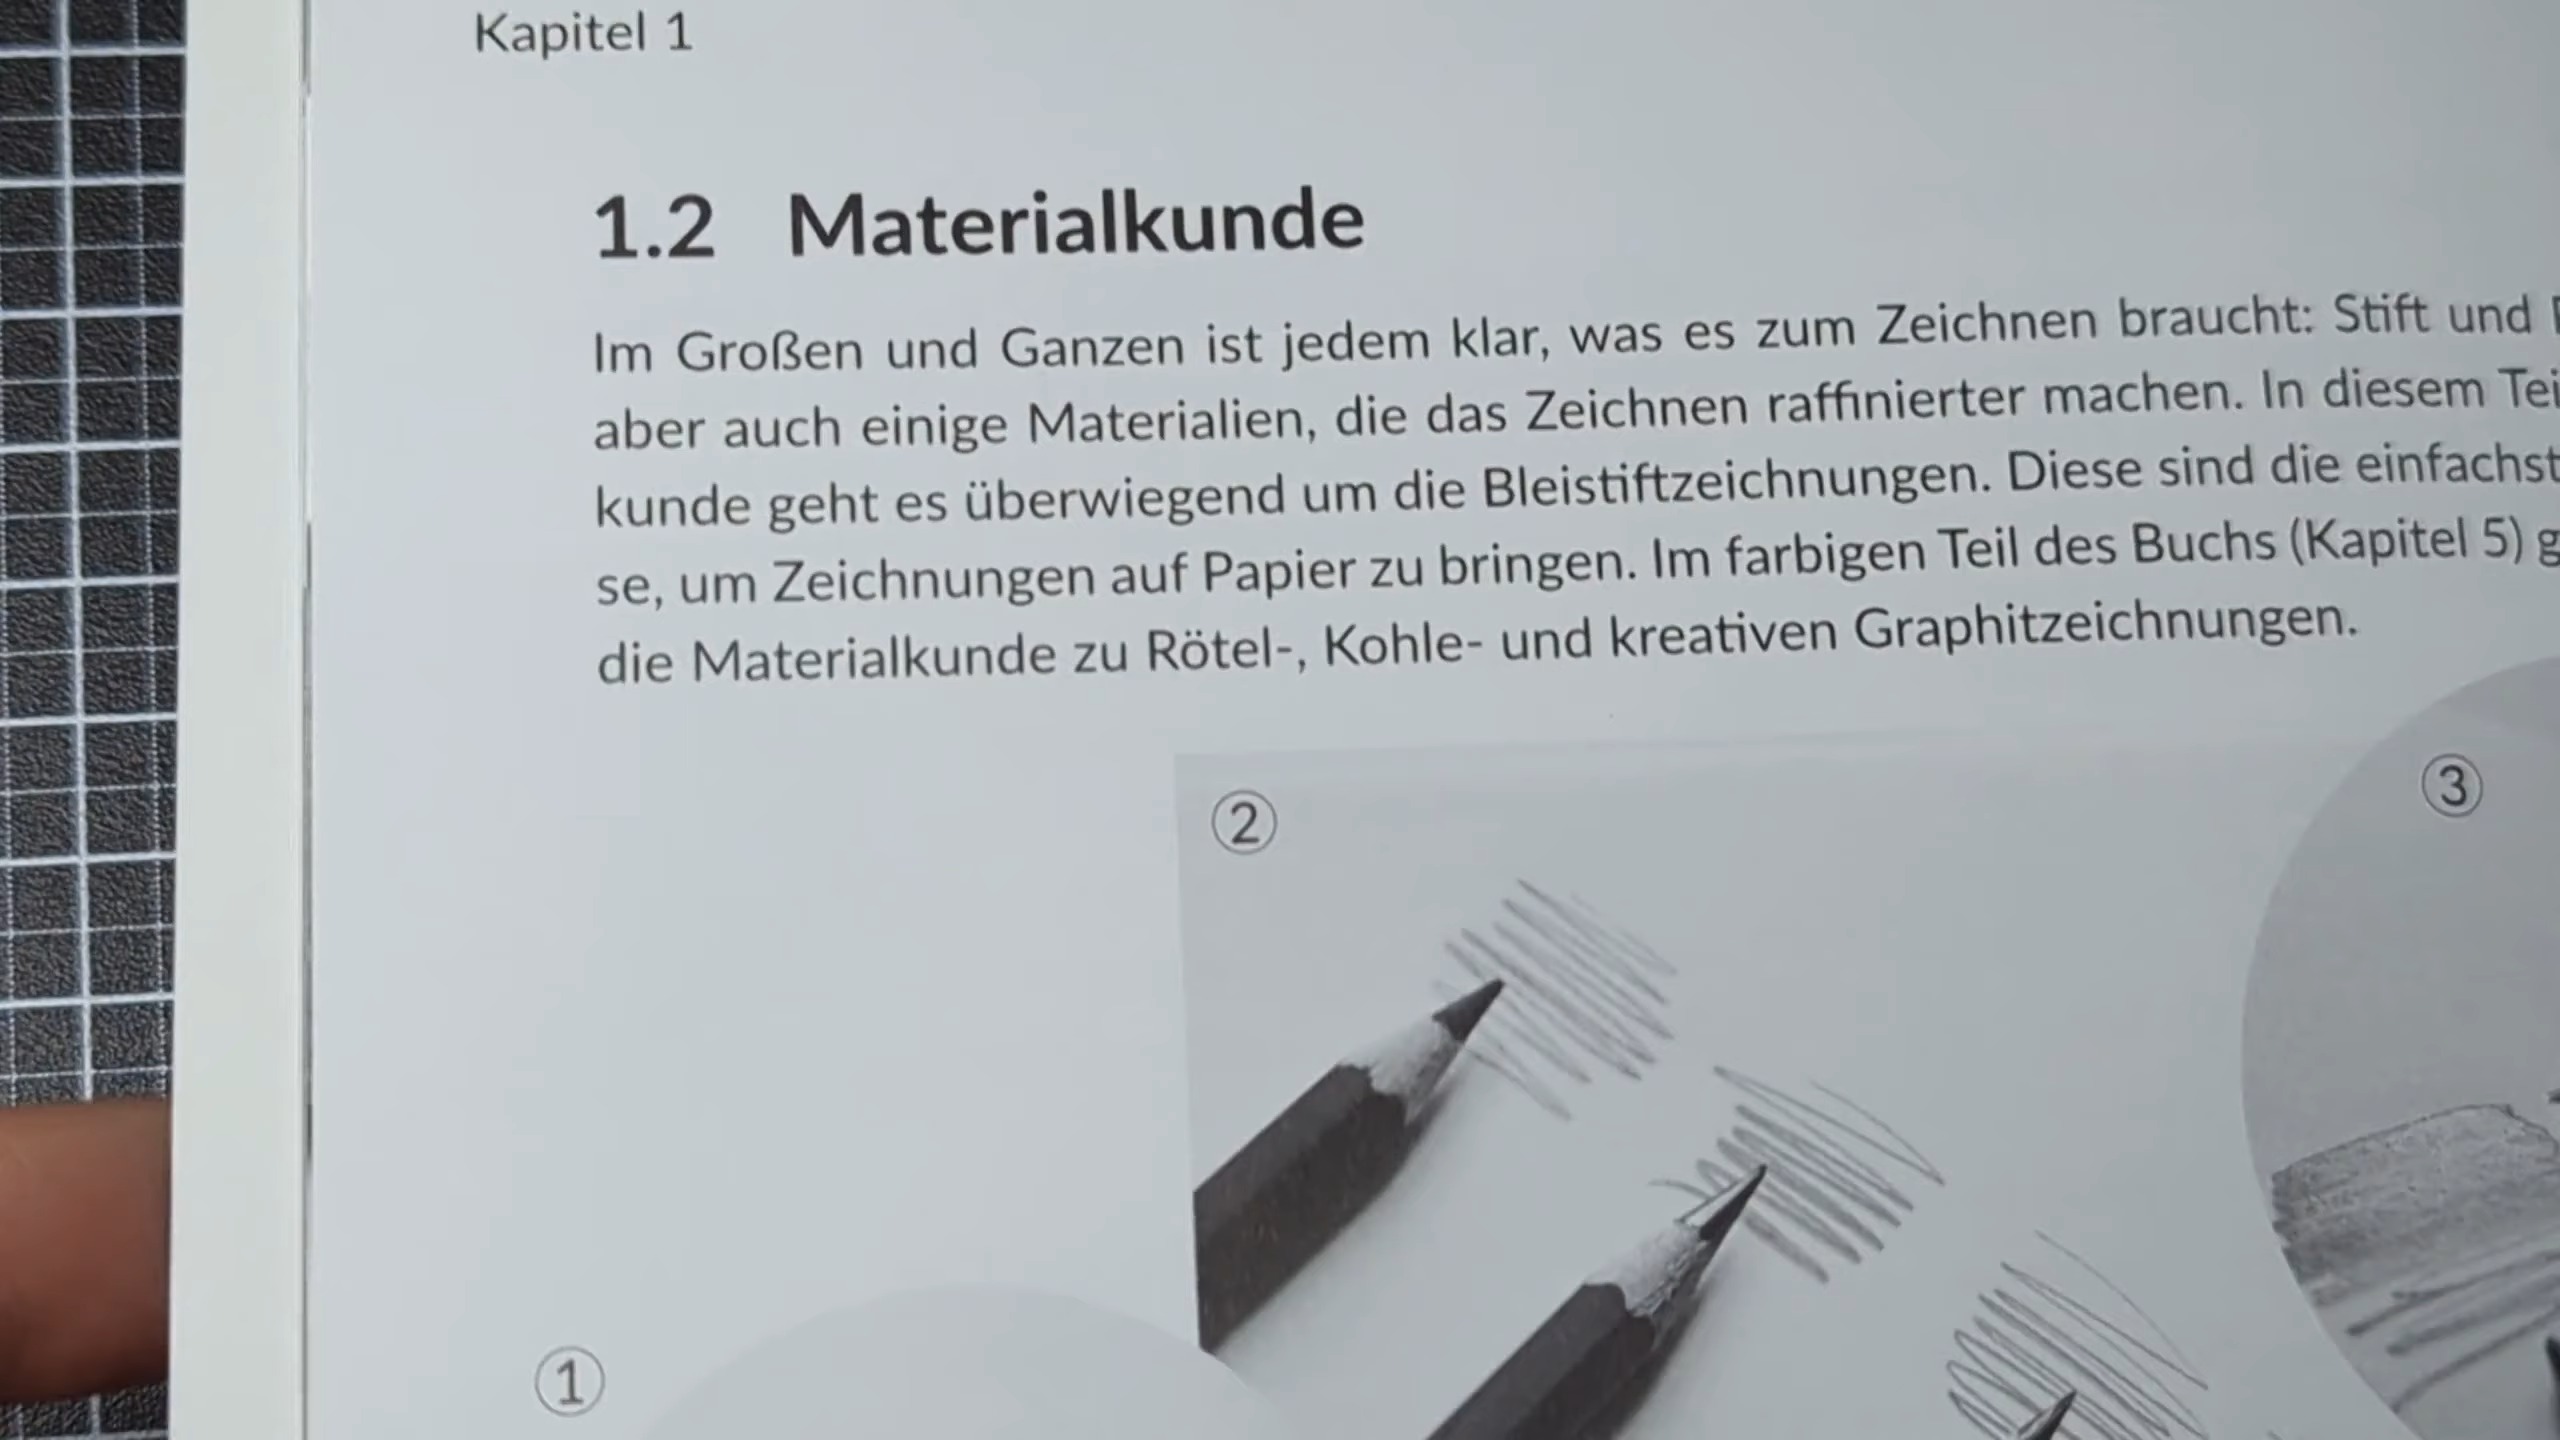 Kapitel 1
1.2 Materialkunde
Im Großen und Ganzen ist jedem klar, was es zum Zeichnen braucht: Stift und
aber auch einige Materialien, die das Zeichnen raffinierter machen. In diesem
kunde geht es überwiegend um die Bleistiftzeichnungen. Diese sind die
se, um Zeichnungen auf Papier zu bringen. Im farbigen Teil des Buchs (Kapitel 5)
die Materialkunde zu Rötel-, Kohle- und kreativen Graphitzeichnungen.
②
③
①